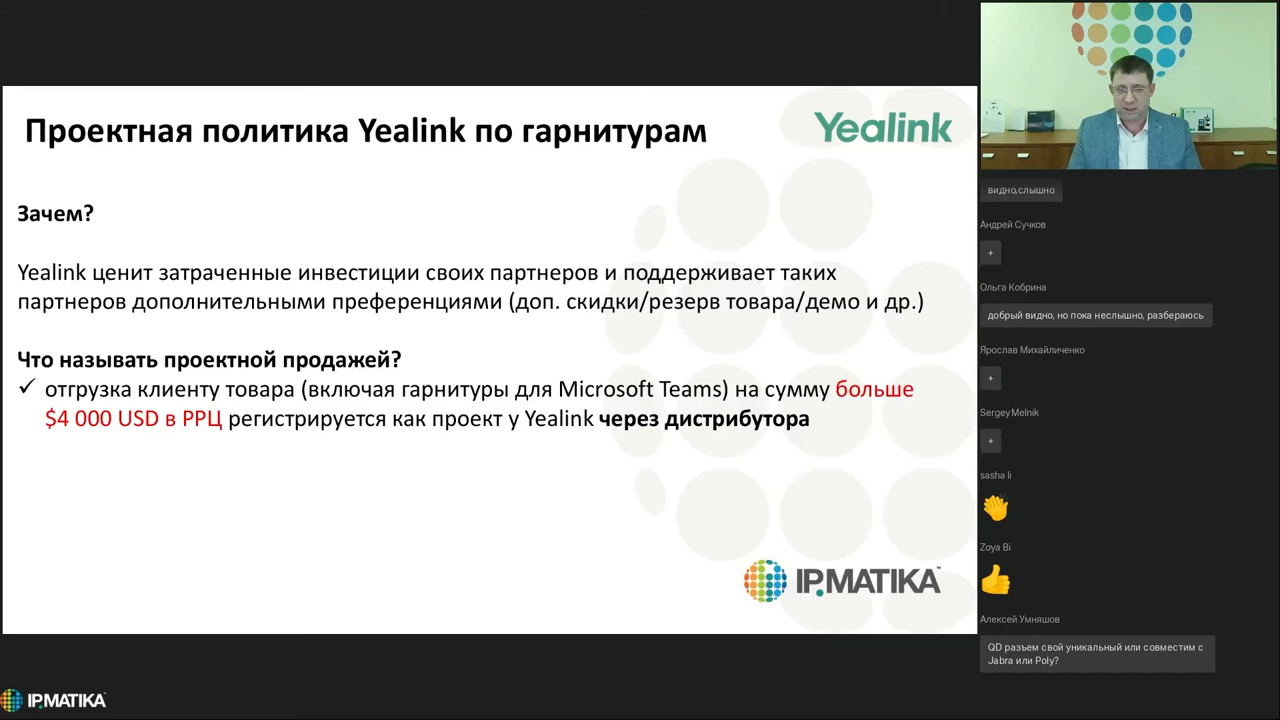 Проектная политика Yealink по гарнитурам
Yealink
Зачем?
Yealink ценит затраченные инвестиции своих партнеров и поддерживает таких
партнеров дополнительными преференциями (доп. скидки/резерв товара/демо и др.)
Что называть проектной продажей?
✓ отгрузка клиенту товара (включая гарнитуры для Microsoft Teams) на сумму больше
$4 000 USD в РРЦ регистрируется как проект у Yealink через дистрибутора
IPMATIKA™
видно,слышно
Андрей Сучков
+
Ольга Кобрина
добрый видно, но пока неслышно, разбераюсь
Ярослав Михайличенко
+
Sergey Melnik
+
sasha li
Zoya Bi
Алексей Умняшов
QD разъем свой уникальный или совместим с
Jabra или Poly?
IPMATIKA™